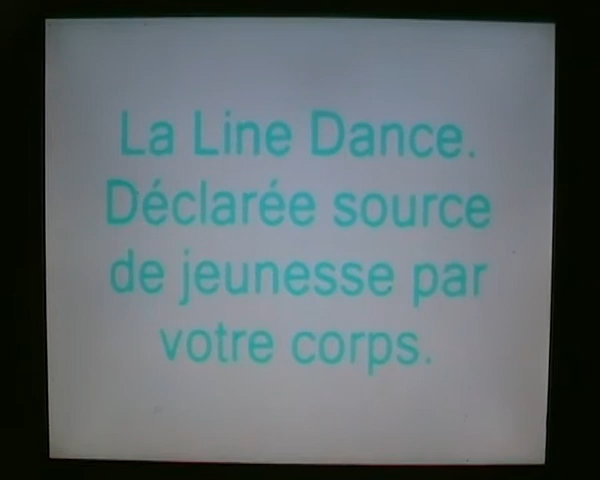 La Line Dance.
Déclarée source
de jeunesse par
votre corps.